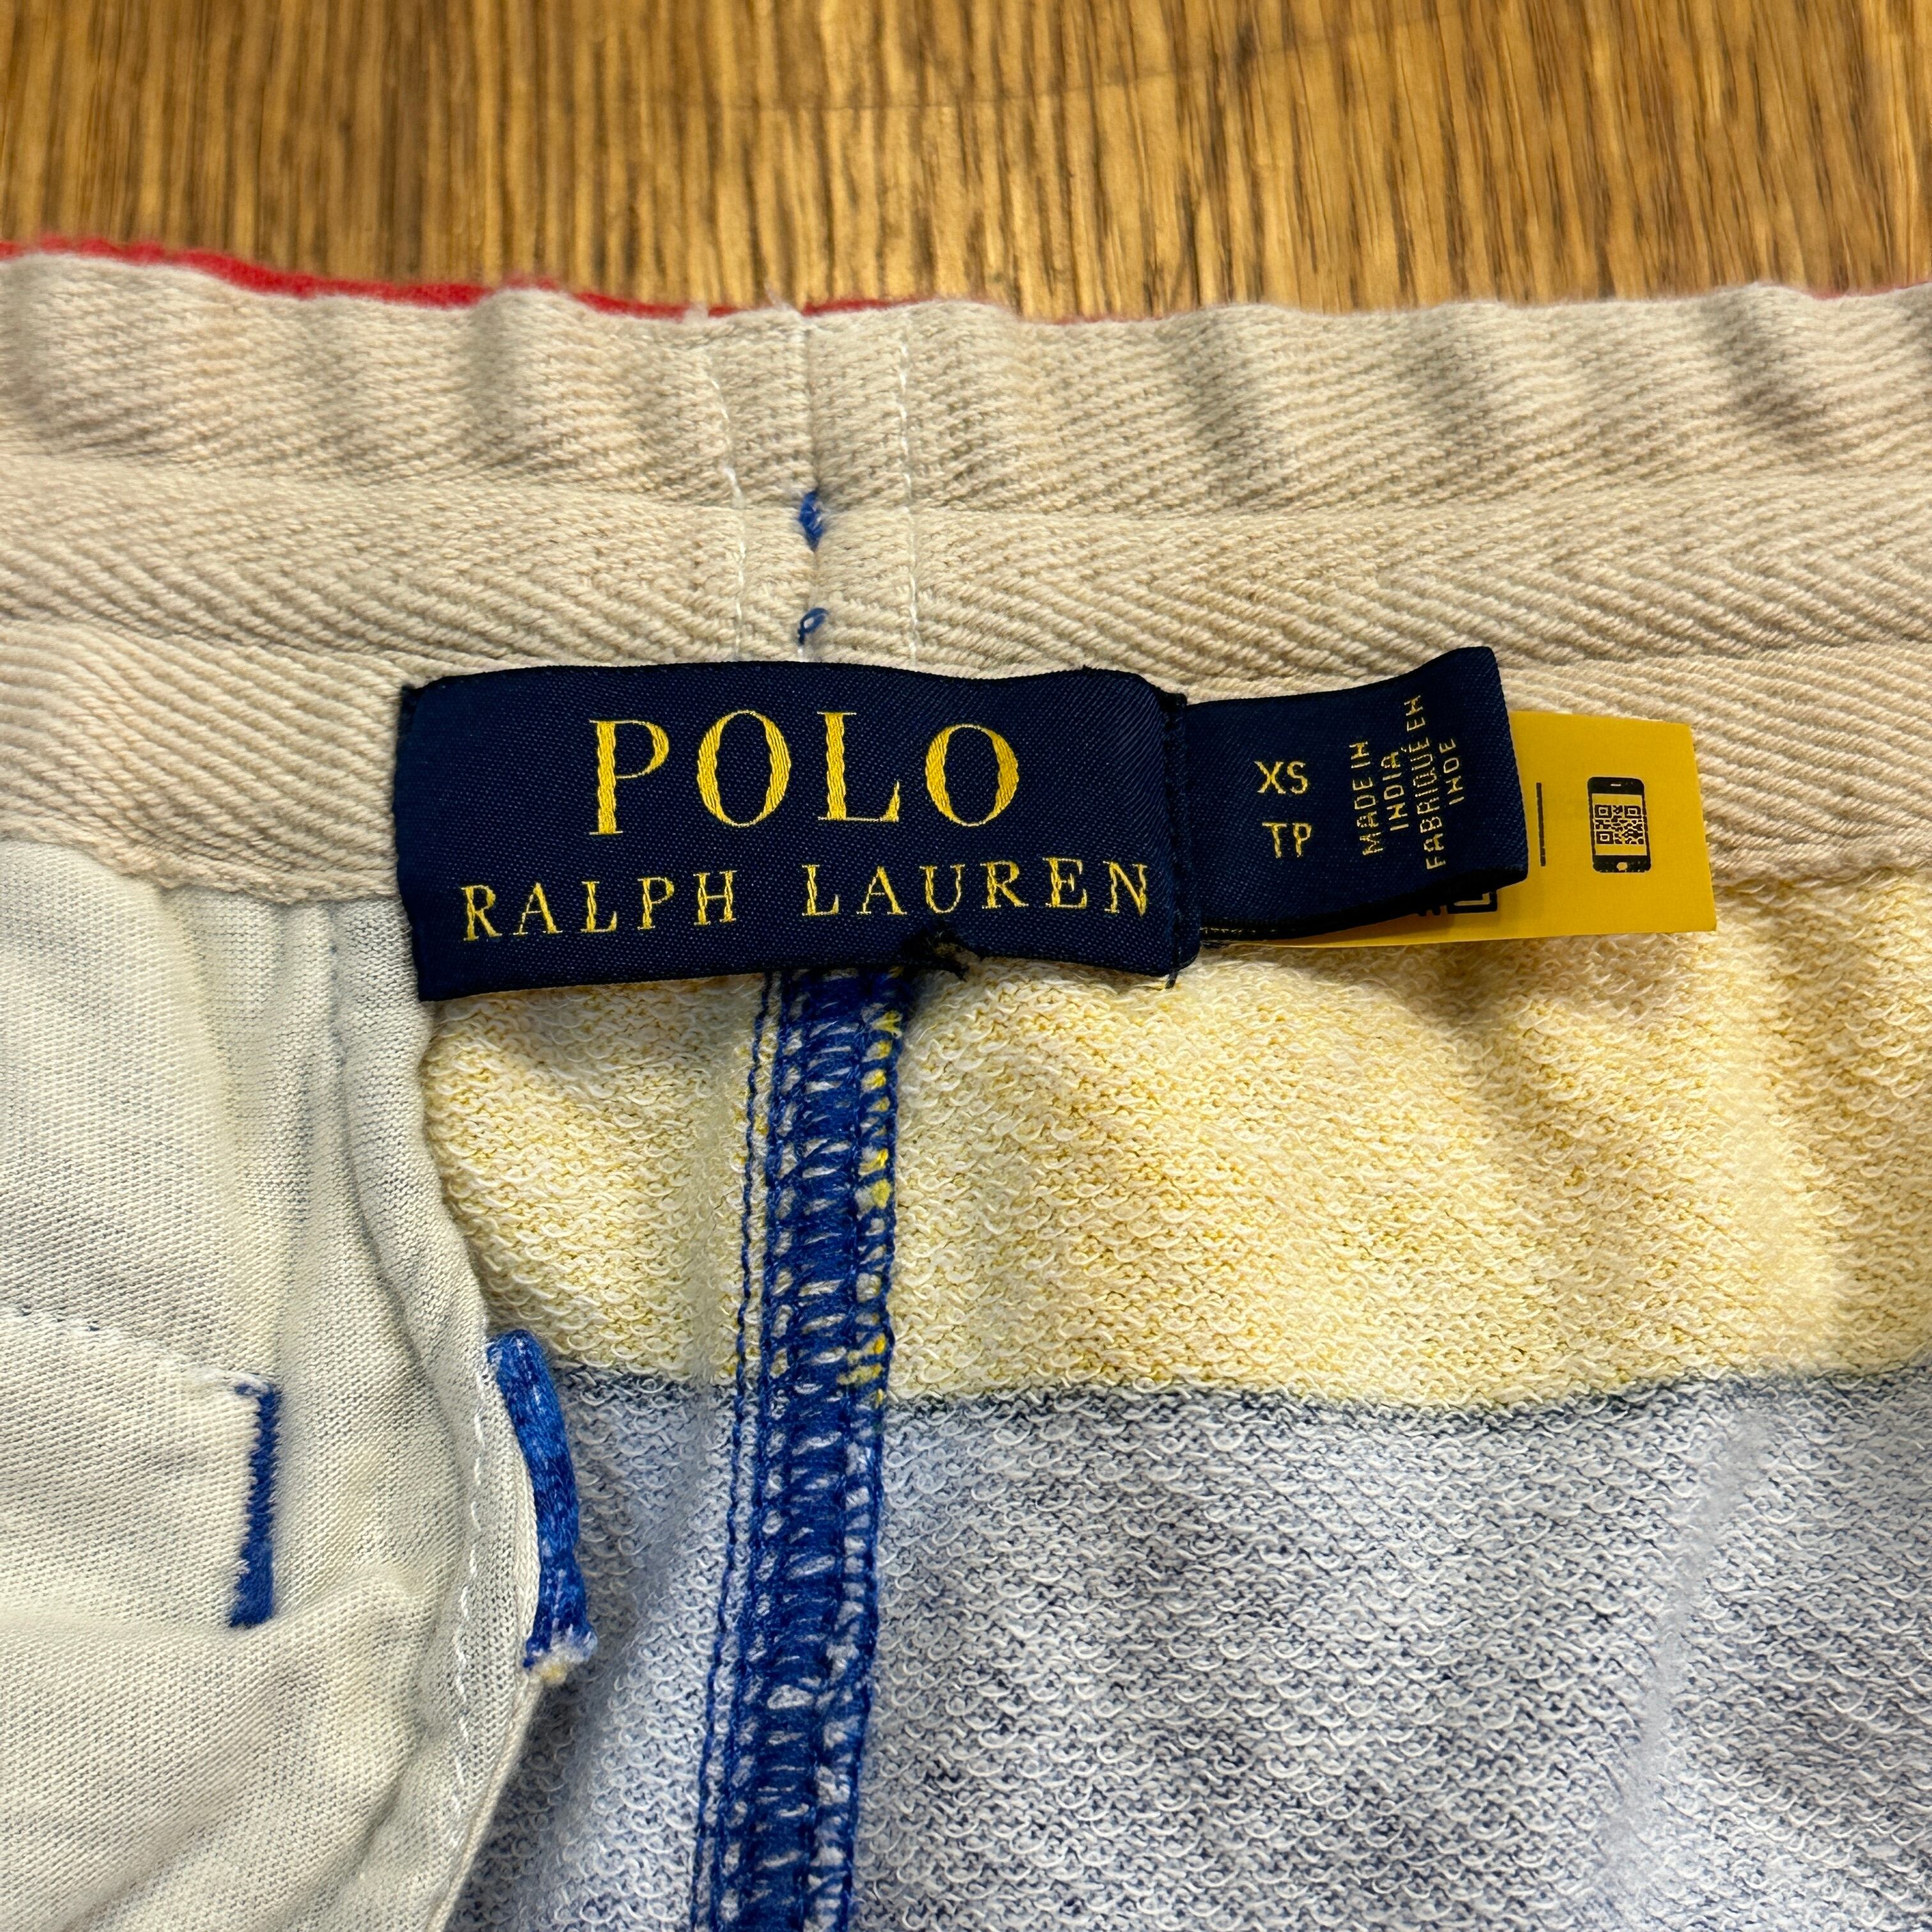 POLO
RALPH LAUREN
XS
TP
MADE IN
INDIA
FABRIQUÉ EN
INDE